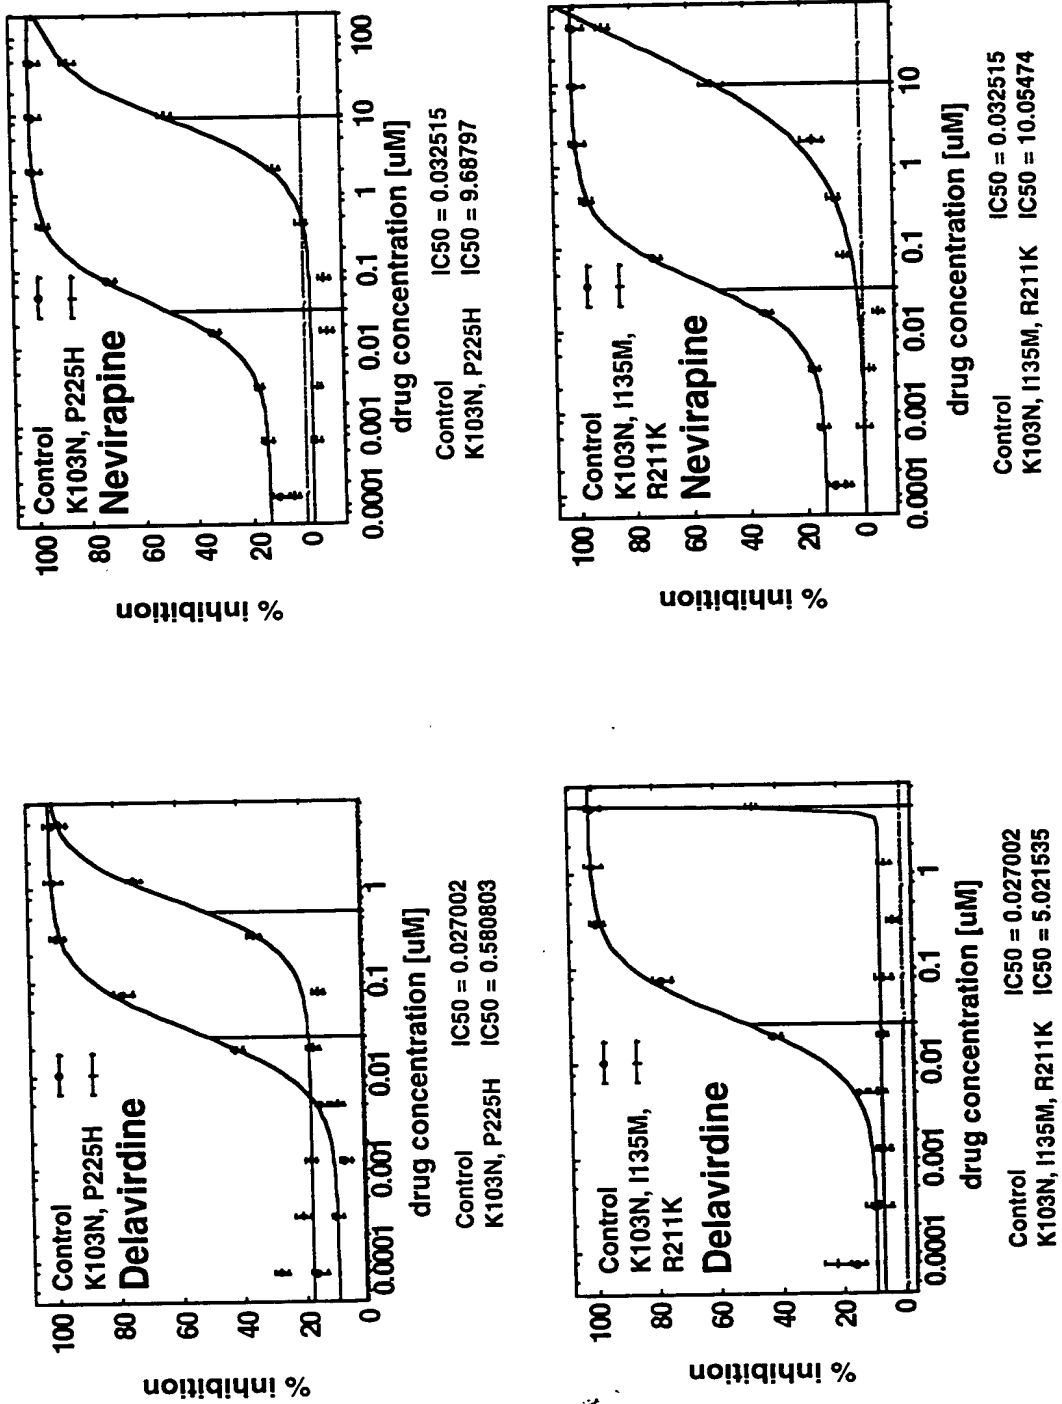 % inhibition
100
80
60
40
20
0
Control
K103N, P225H
Delavirdine
0.0001 0.001 0.01 0.1 1
drug concentration [uM]
Control IC50 = 0.027002
K103N, P225H IC50 = 0.580803
% inhibition
100
80
60
40
20
0
Control
K103N, P225H
Nevirapine
0.0001 0.001 0.01 0.1 1 10 100
drug concentration [uM]
Control IC50 = 0.032515
K103N, P225H IC50 = 9.68797
% inhibition
100
80
60
40
20
0
Control
K103N, I135M,
R211K
Delavirdine
0.0001 0.001 0.01 0.1 1
drug concentration [uM]
Control IC50 = 0.027002
K103N, I135M, R211K IC50 = 5.021535
% inhibition
100
80
60
40
20
0
Control
K103N, I135M,
R211K
Nevirapine
0.0001 0.001 0.01 0.1 1 10
drug concentration [uM]
Control IC50 = 0.032515
K103N, I135M, R211K IC50 = 10.05474